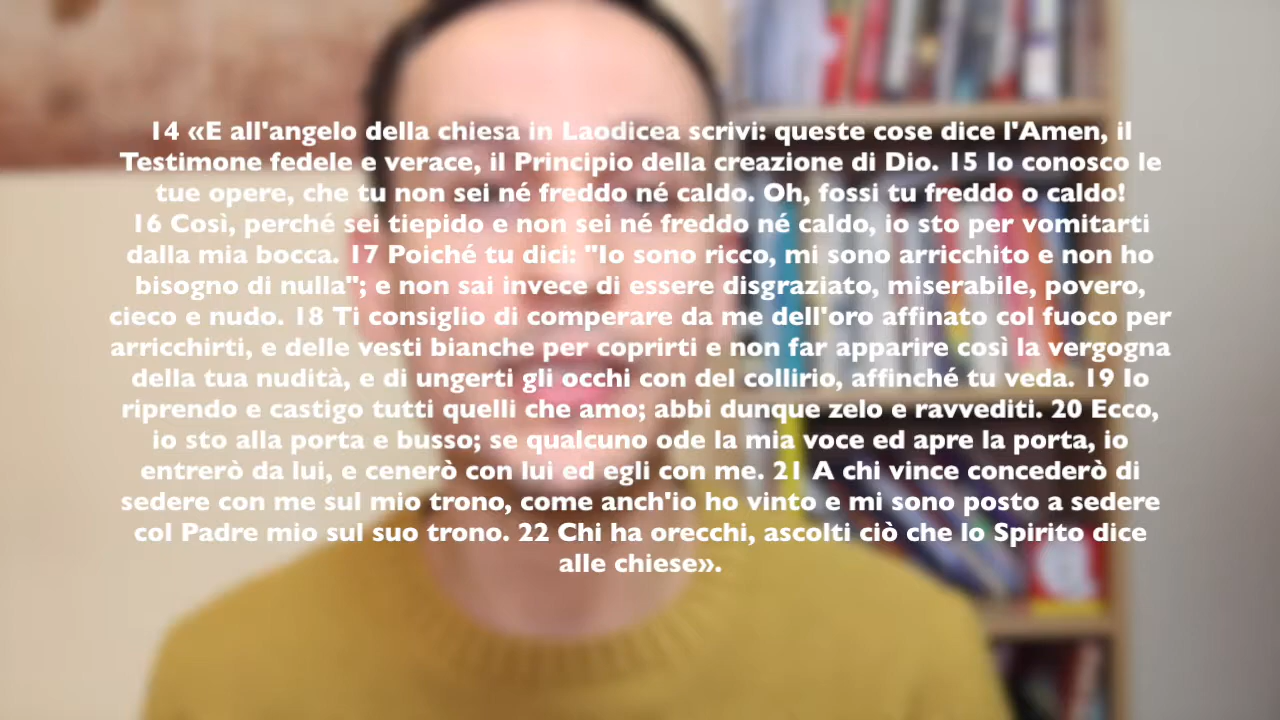 14 «E all'angelo della chiesa in Laodicea scrivi: queste cose dice l'Amen, il
Testimone fedele e verace, il Principio della creazione di Dio. 15 Io conosco le
tue opere, che tu non sei né freddo né caldo. Oh, fossi tu freddo o caldo!
16 Così, perché sei tiepido e non sei né freddo né caldo, io sto per vomitarti
dalla mia bocca. 17 Poiché tu dici: "Io sono ricco, mi sono arricchito e non ho
bisogno di nulla"; e non sai invece di essere disgraziato, miserabile, povero,
cieco e nudo. 18 Ti consiglio di comperare da me dell'oro affinato col fuoco per
arricchirti, e delle vesti bianche per coprirti e non far apparire così la vergogna
della tua nudità, e di ungerti gli occhi con del collirio, affinché tu veda. 19 Io
riprendo e castigo tutti quelli che amo; abbi dunque zelo e ravvediti. 20 Ecco,
io sto alla porta e busso; se qualcuno ode la mia voce ed apre la porta, io
entrerò da lui, e cenerò con lui ed egli con me. 21 A chi vince concederò di
sedere con me sul mio trono, come anch'io ho vinto e mi sono posto a sedere
col Padre mio sul suo trono. 22 Chi ha orecchi, ascolti ciò che lo Spirito dice
alle chiese».